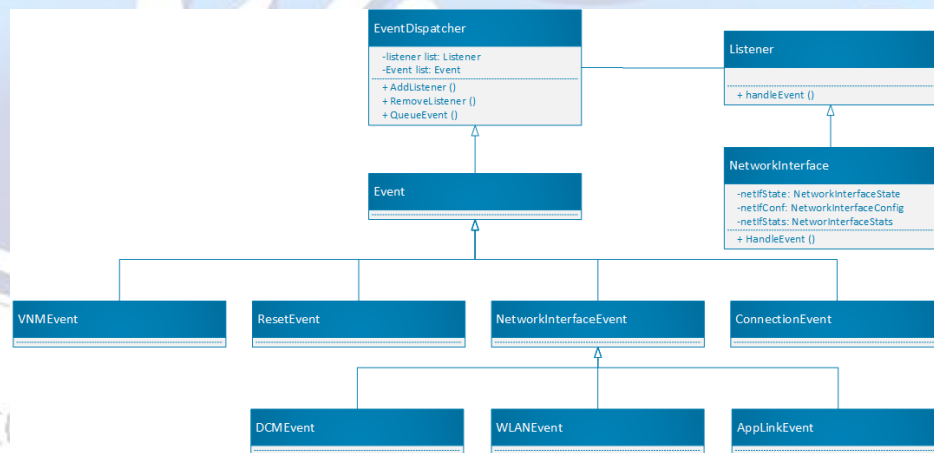 EventDispatcher
-listener list: Listener
-Event list: Event
+ AddListener ()
+ RemoveListener ()
+ QueueEvent ()
Listener
+ handleEvent ()
NetworkInterface
-netIfState: NetworkInterfaceState
-netIfConf: NetworkInterfaceConfig
-netIfStats: NetworInterfaceStats
+ HandleEvent ()
Event
VNMEvent
ResetEvent
NetworkInterfaceEvent
ConnectionEvent
DCMEvent
WLANEvent
AppLinkEvent